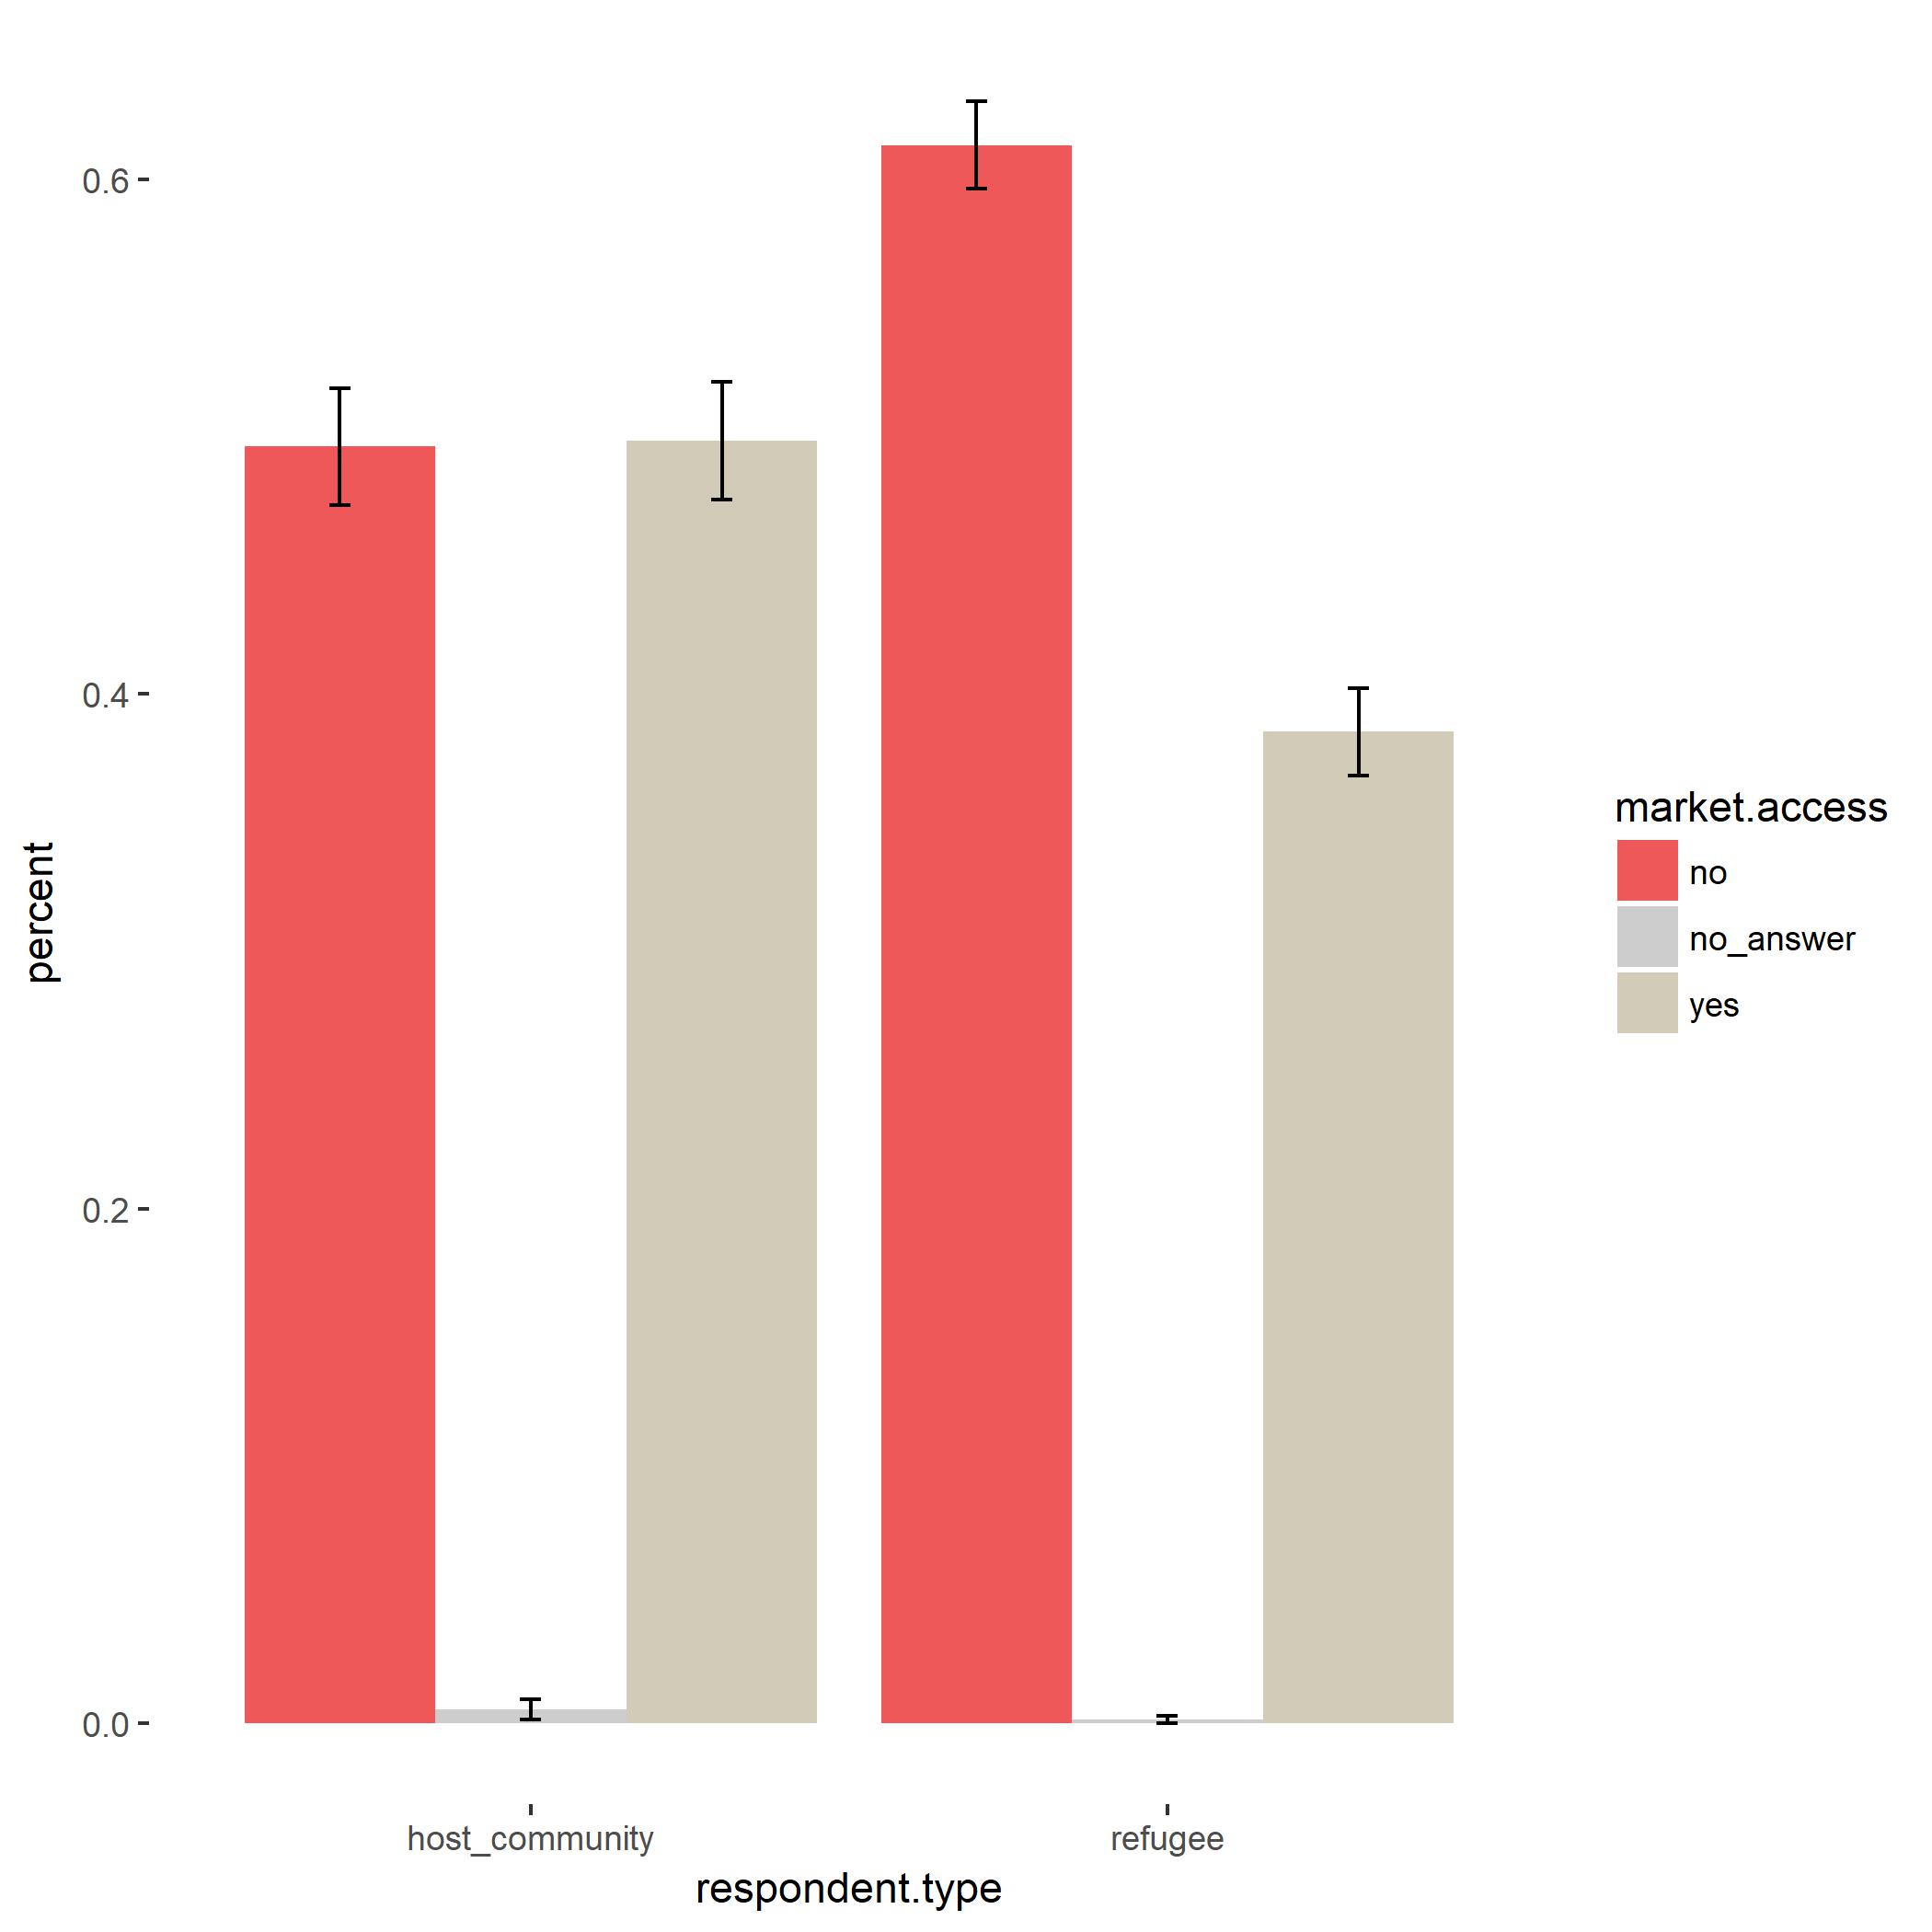 percent
0.6
0.4
0.2
0.0
host_community
refugee
respondent.type
market.access
no
no_answer
yes